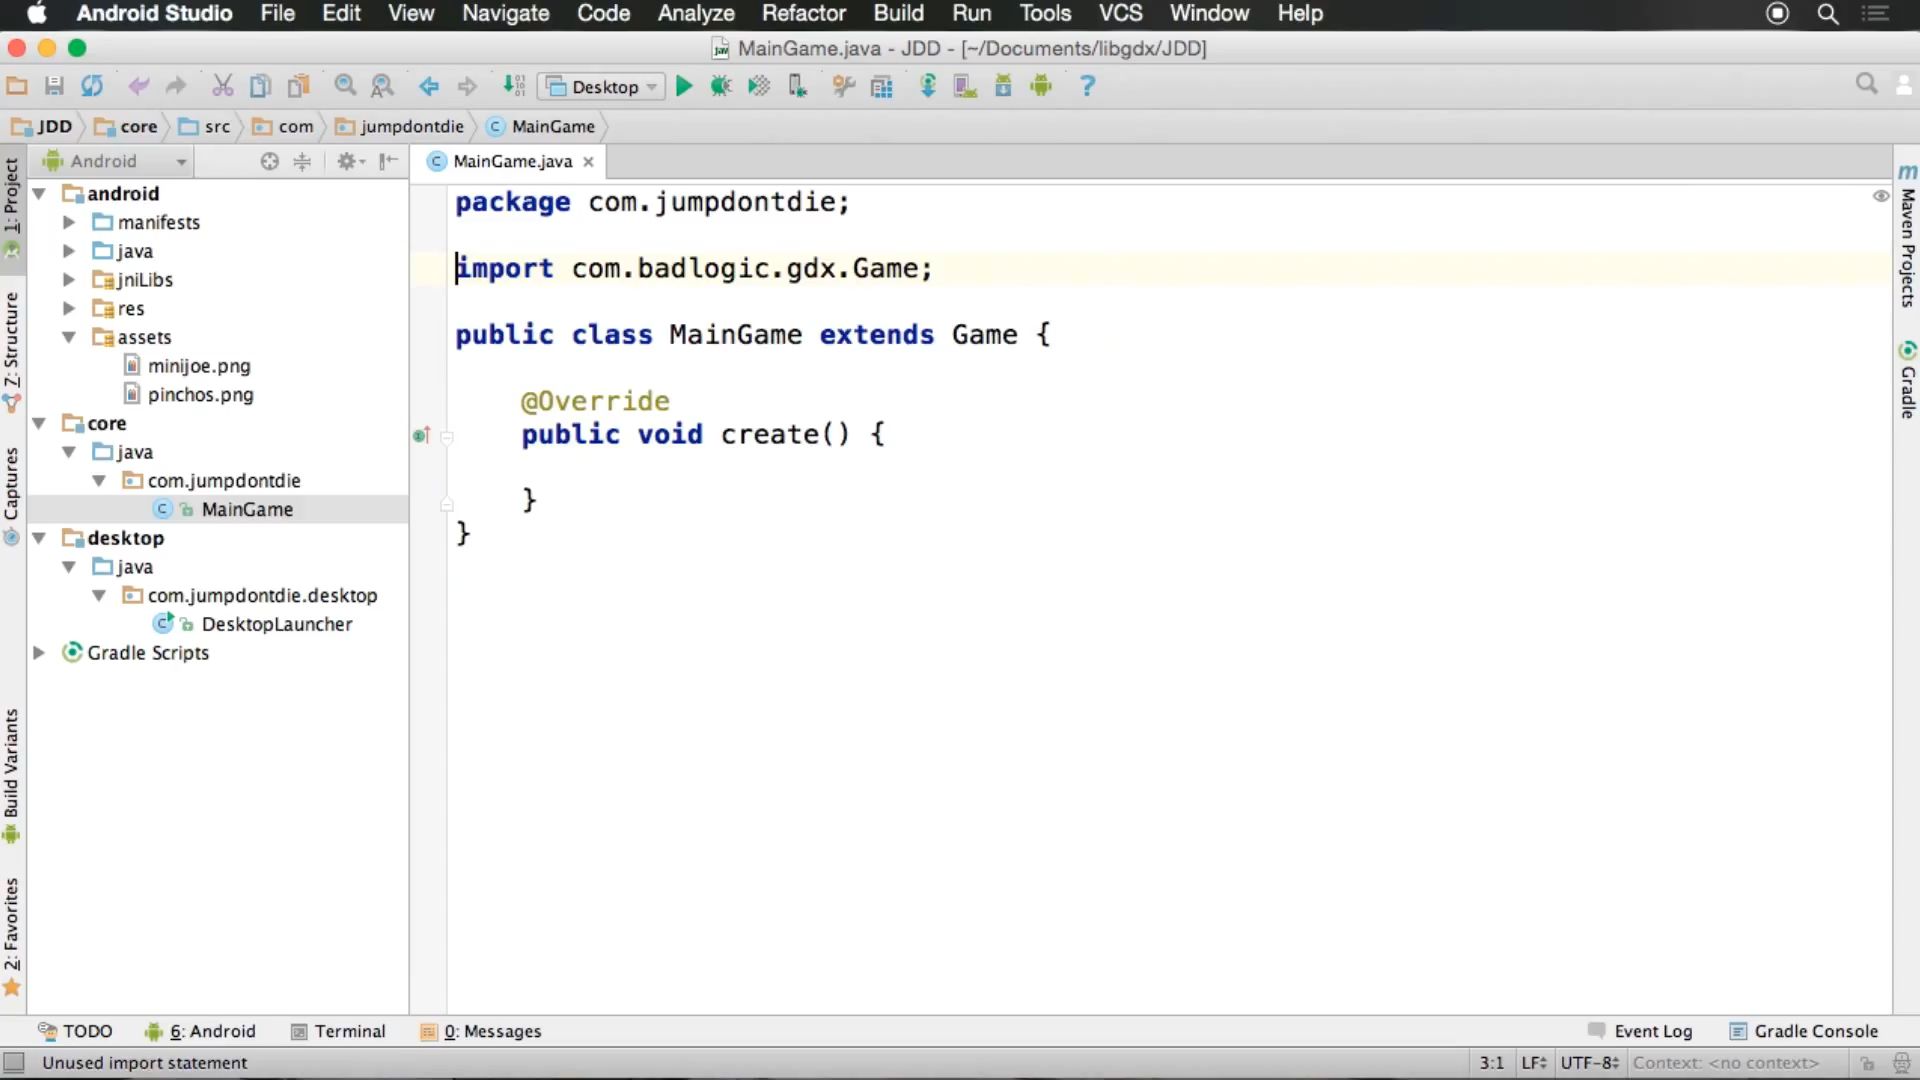 Android Studio File Edit View Navigate Code Analyze Refactor Build Run Tools VCS Window Help
MainGame.java - JDD - [~/Documents/libgdx/JDD]
Desktop
JDD core src com jumpdontdie MainGame
Android
MainGame.java
1: Project
7: Structure
Captures
Build Variants
2: Favorites
android
manifests
java
jniLibs
res
assets
minijoe.png
pinchos.png
core
java
com.jumpdontdie
MainGame
desktop
java
com.jumpdontdie.desktop
DesktopLauncher
Gradle Scripts
package com.jumpdontdie;
import com.badlogic.gdx.Game;
public class MainGame extends Game {
@Override
public void create() {
}
}
Maven Projects
Gradle
TODO 6: Android Terminal 0: Messages Event Log Gradle Console
Unused import statement 3:1 LF UTF-8 Context: <no context>